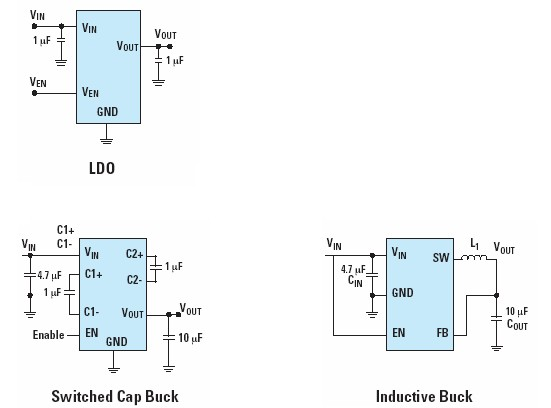 VIN
VIN
1 µF
VOUT
VOUT
1 µF
VEN
VEN
GND
LDO
C1+
C1-
VIN
VIN
C2+
4.7 µF
C1+
1 µF
1 µF
C2-
C1-
VOUT
VOUT
Enable
EN
GND
10 µF
Switched Cap Buck
VIN
VIN
SW
L1
VOUT
4.7 µF
CIN
GND
10 µF
COUT
EN
FB
Inductive Buck